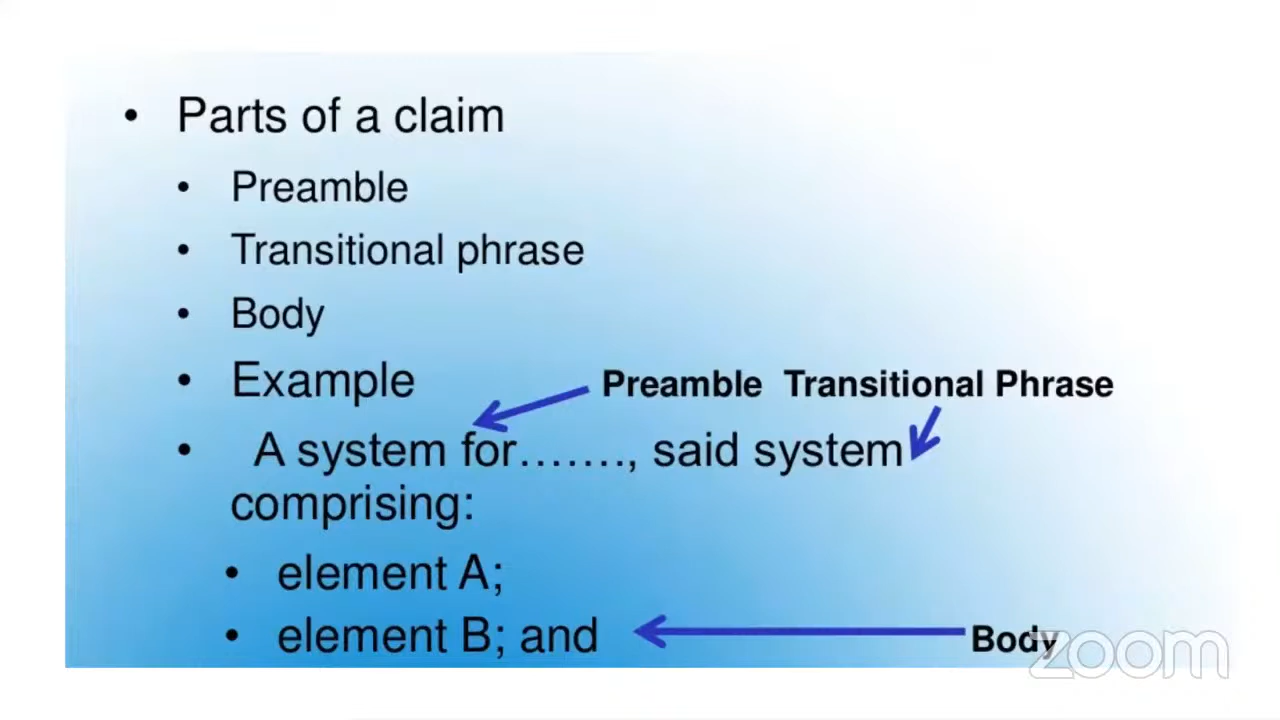 • Parts of a claim
• Preamble
• Transitional phrase
• Body
• Example
Preamble Transitional Phrase
• A system for......., said system
comprising:
• element A;
• element B; and
Body
zoom